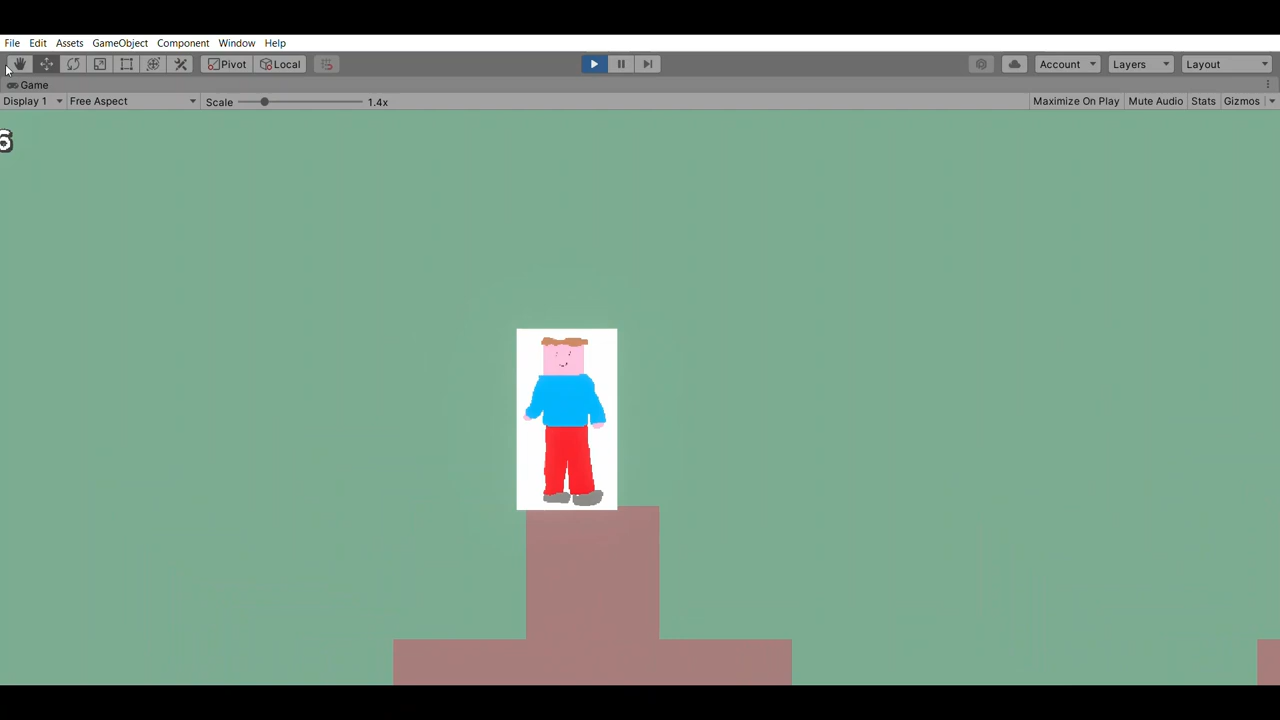 File Edit Assets GameObject Component Window Help
Pivot Local Account Layers Layout
Game
Display 1 Free Aspect Scale 1.4x Maximize On Play Mute Audio Stats Gizmos
6